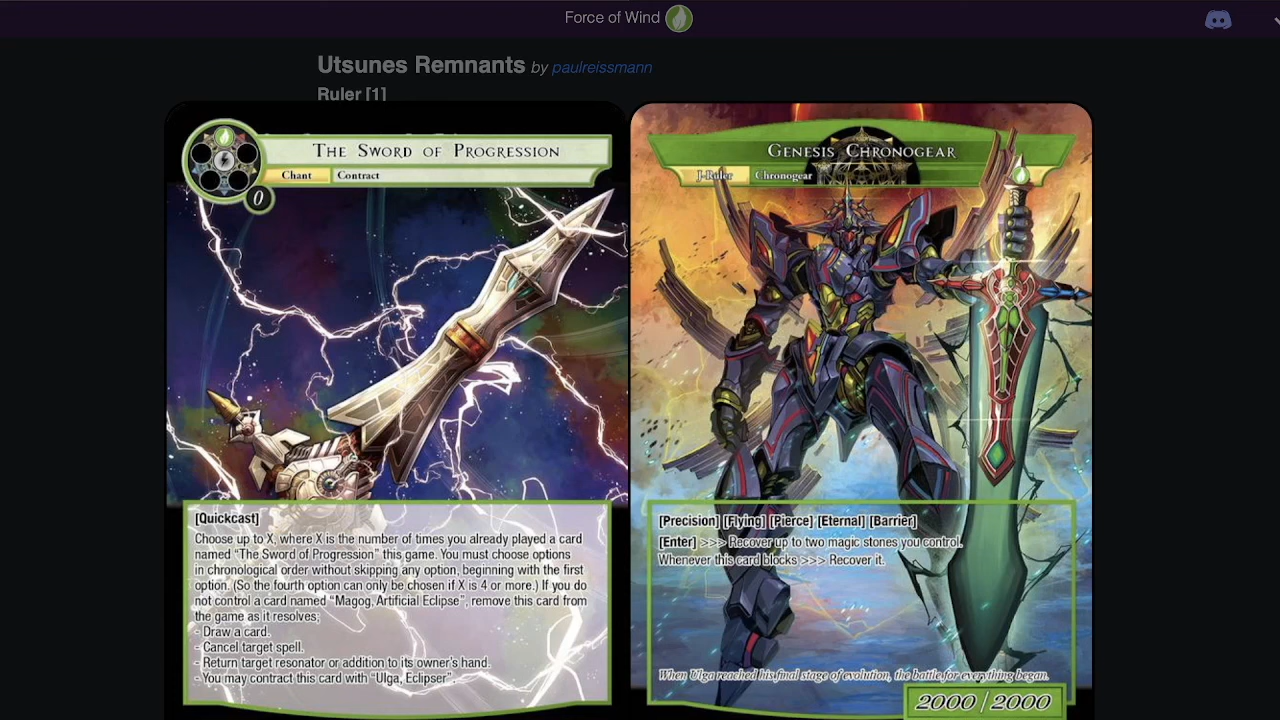 Force of Wind
Utsunes Remnants by paulreissmann
Ruler [1]
The Sword of Progression
Chant Contract
0
[Quickcast]
Choose up to X, where X is the number of times you already played a card
named “The Sword of Progression” this game. You must choose options
in chronological order without skipping any option, beginning with the first
option. (So the fourth option can only be chosen if X is 4 or more.) If you do
not control a card named “Magog, Artificial Eclipse”, remove this card from
the game as it resolves;
- Draw a card.
- Cancel target spell.
- Return target resonator or addition to its owner's hand.
- You may contract this card with “Ulga, Eclipser”.
Genesis Chronogear
J-Ruler Chronogear
[Precision] [Flying] [Pierce] [Eternal] [Barrier]
[Enter] >>> Recover up to two magic stones you control.
Whenever this card blocks >>> Recover it.
When Ulga reached his final stage of evolution, the battle for everything began.
2000 / 2000